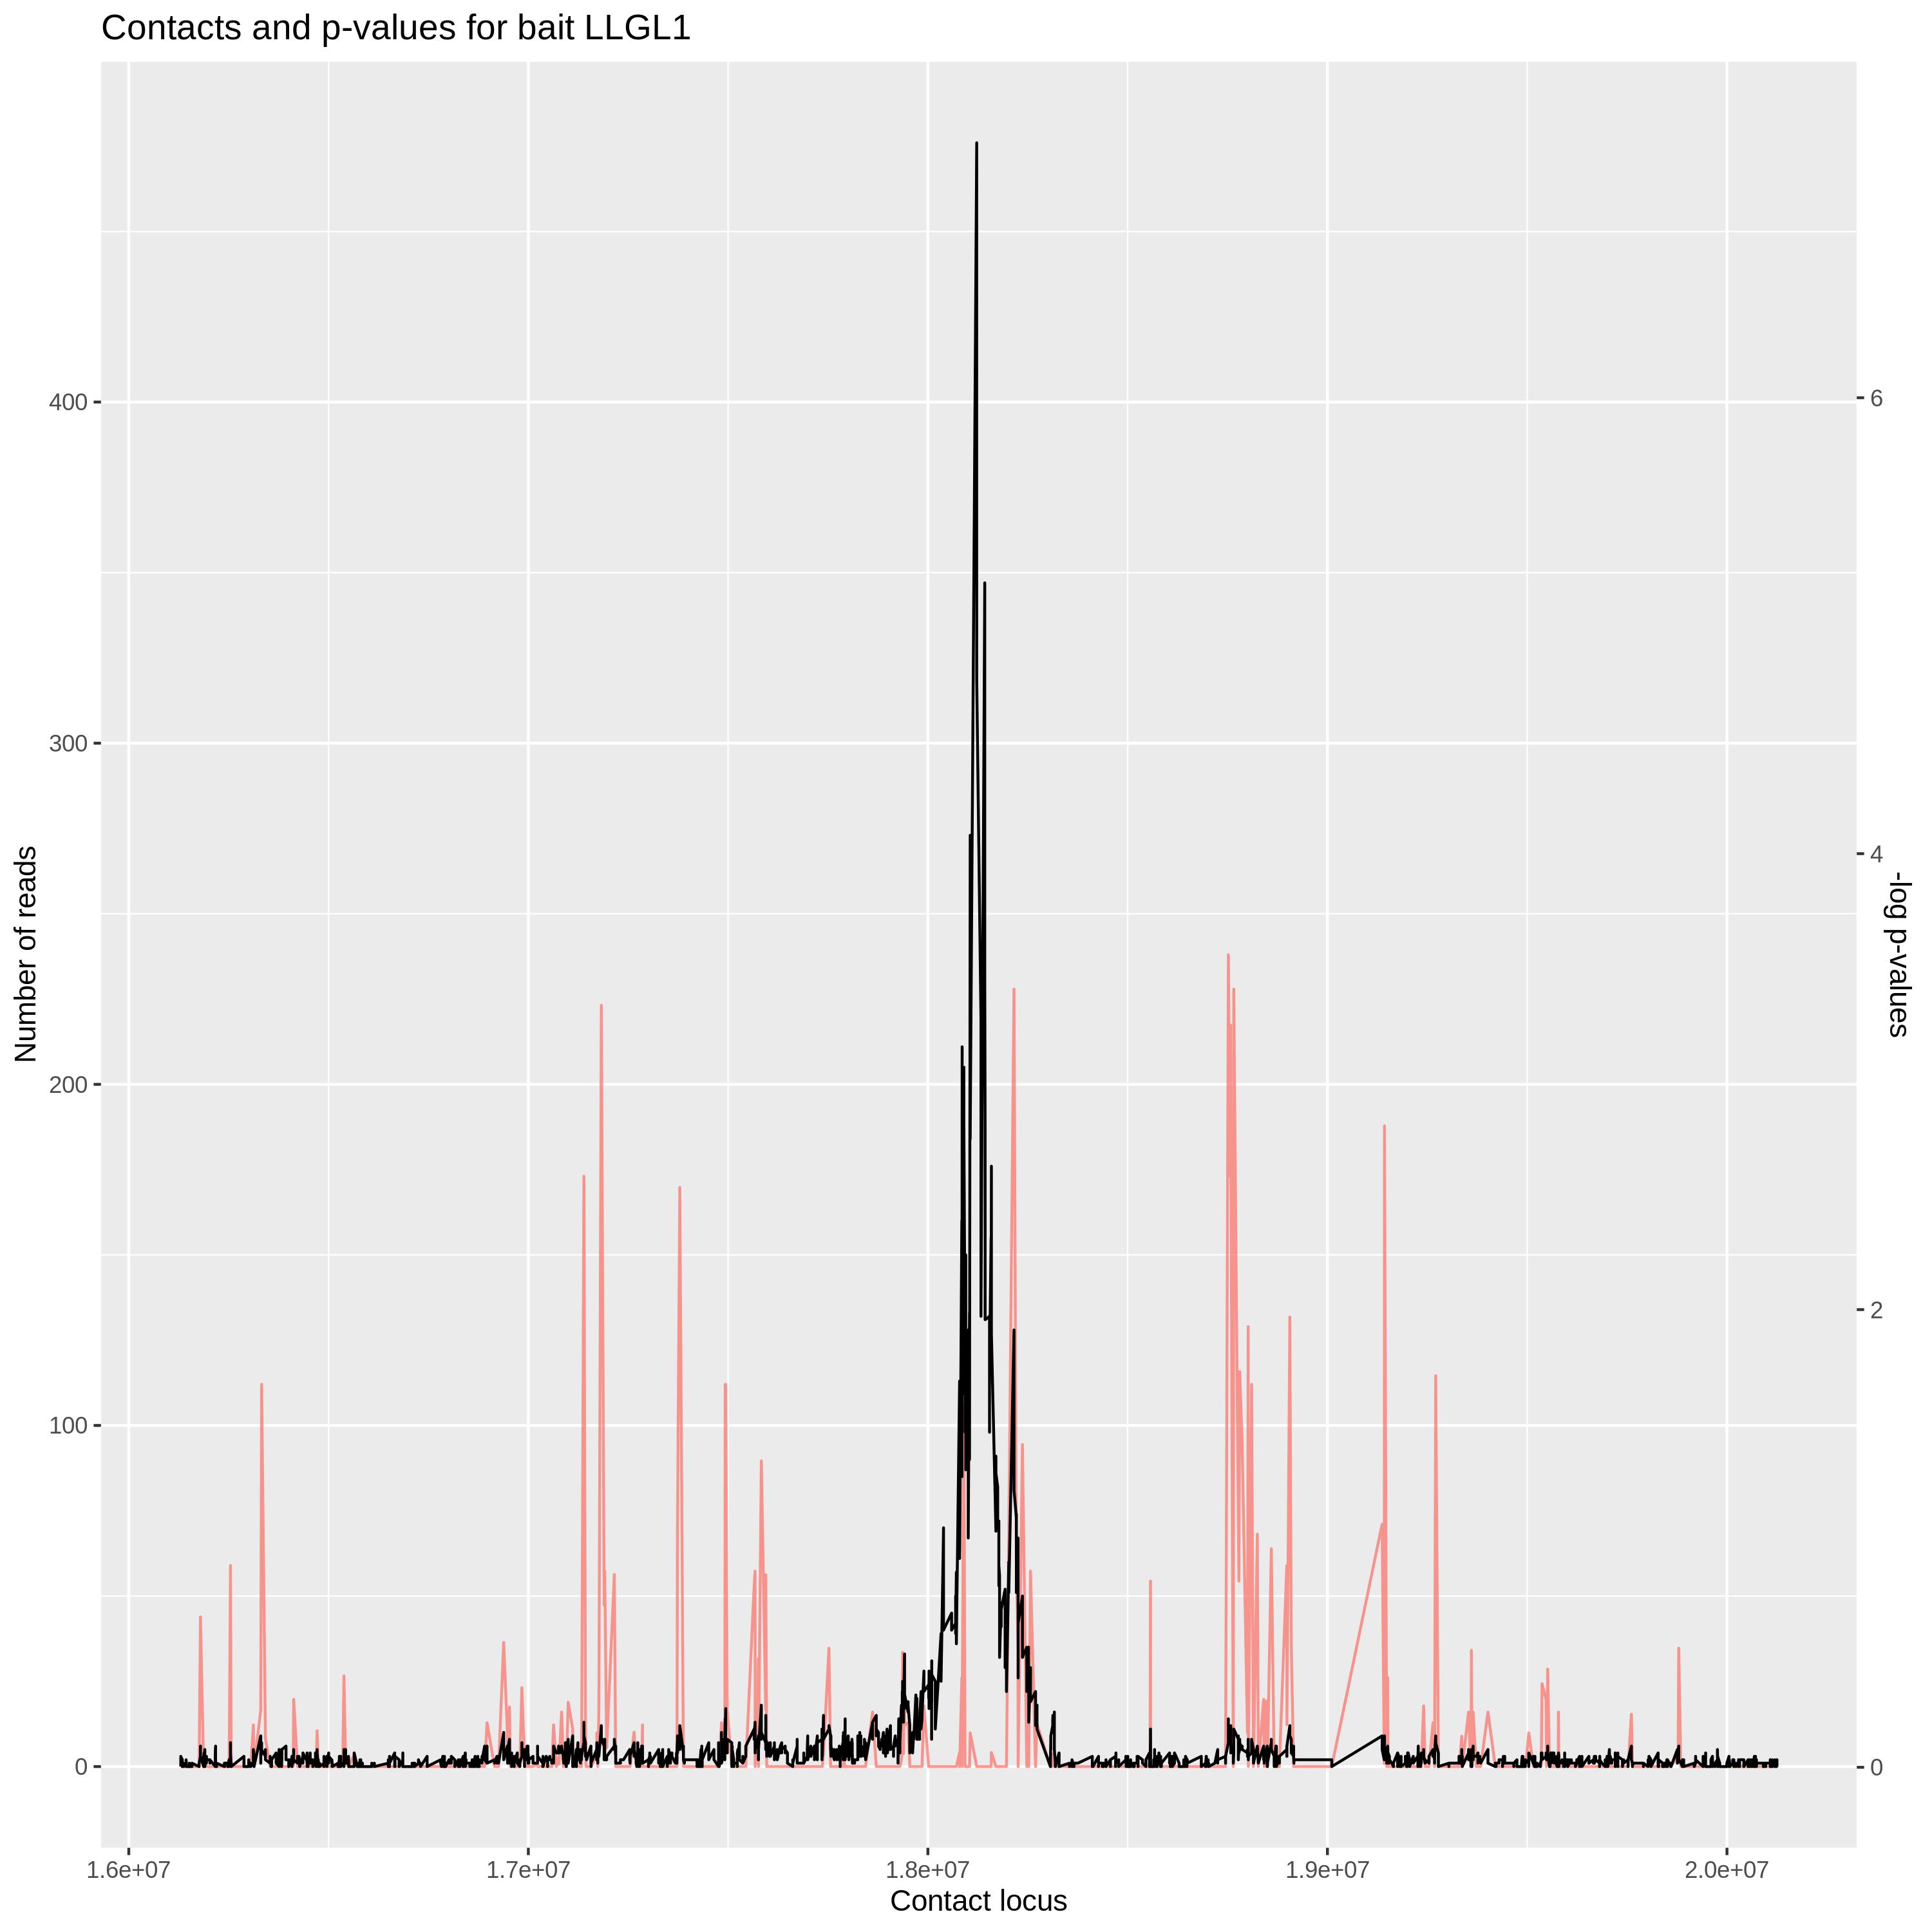 Contacts and p-values for bait LLGL1
Number of reads
400
300
200
100
0
6
4
2
0
-log p-values
1.6e+07
1.7e+07
1.8e+07
1.9e+07
2.0e+07
Contact locus